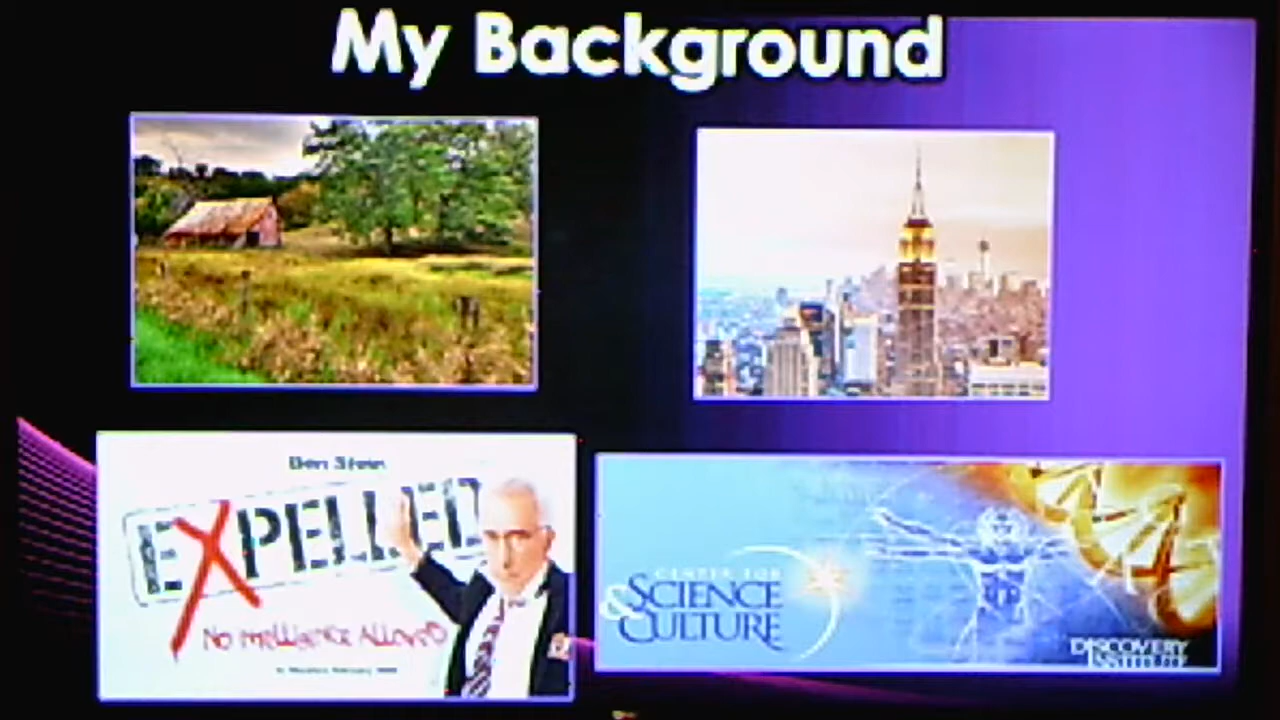 My Background
Ben Stein
EXPELLED
No Intelligence Allowed
CENTER FOR
SCIENCE
& CULTURE
DISCOVERY
INSTITUTE